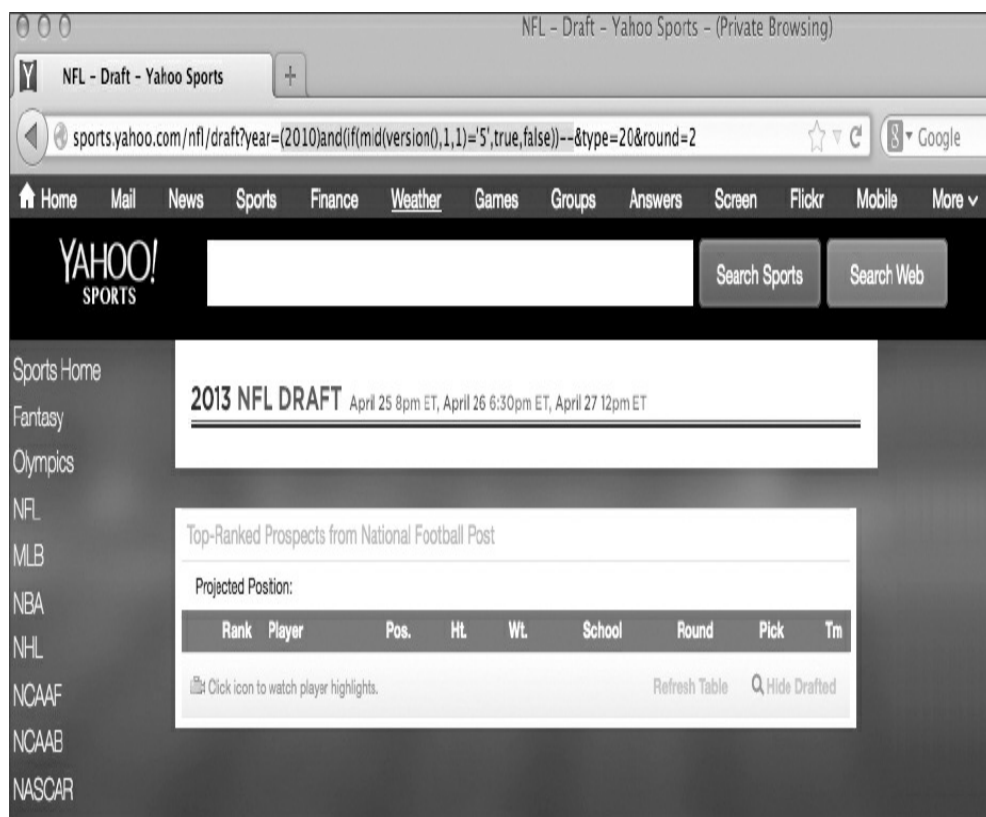 NFL – Draft – Yahoo Sports – (Private Browsing)
NFL – Draft – Yahoo Sports
sports.yahoo.com/nfl/draft?year=(2010)and(if(mid(version(),1,1)='5',true,false))--&type=20&round=2
Google
Home Mail News Sports Finance Weather Games Groups Answers Screen Flickr Mobile More
YAHOO!
SPORTS
Search Sports Search Web
Sports Home
Fantasy
Olympics
NFL
MLB
NBA
NHL
NCAAF
NCAAB
NASCAR
2013 NFL DRAFT April 25 8pm ET, April 26 6:30pm ET, April 27 12pm ET
Top-Ranked Prospects from National Football Post
Projected Position:
Rank Player Pos. Ht. Wt. School Round Pick Tm
Click icon to watch player highlights. Refresh Table Hide Drafted